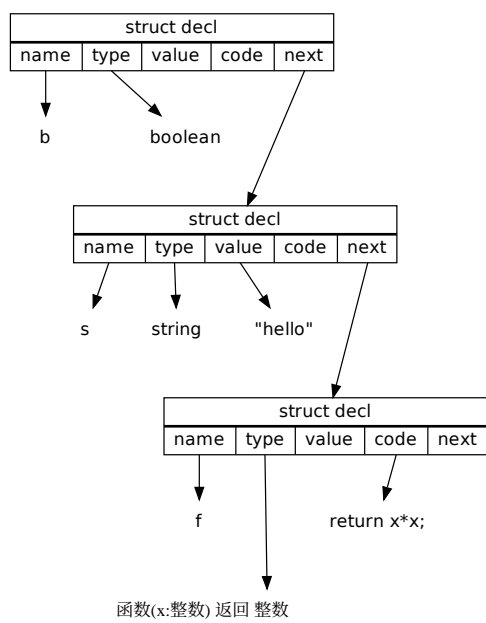 struct decl
name type value code next
b boolean
struct decl
name type value code next
s string "hello"
struct decl
name type value code next
f return x*x;
函数(x:整数) 返回 整数